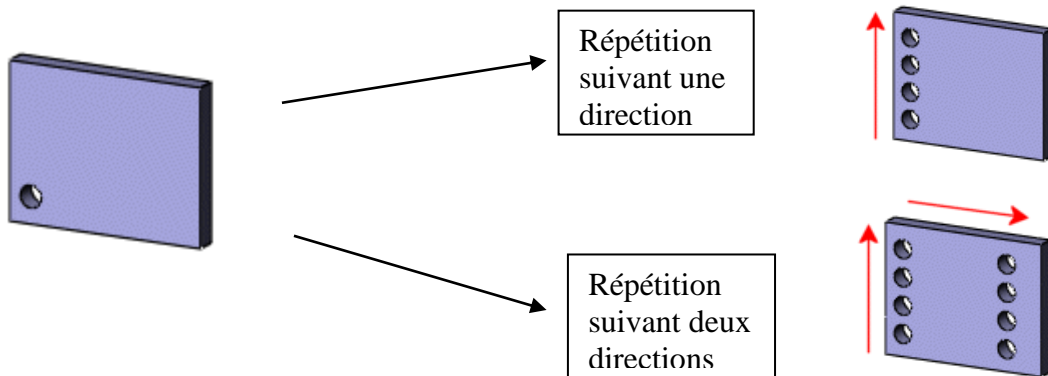 Répétition
suivant une
direction
Répétition
suivant deux
directions